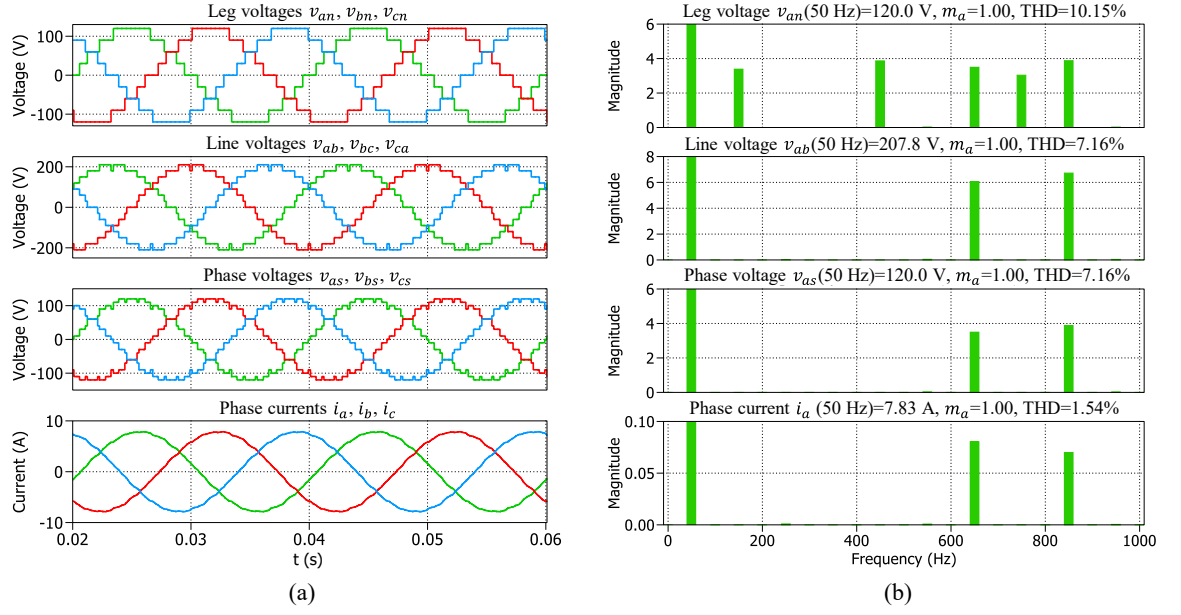 Leg voltages v_an, v_bn, v_cn
100
0
-100
Voltage (V)
Line voltages v_ab, v_bc, v_ca
200
0
-200
Voltage (V)
Phase voltages v_as, v_bs, v_cs
100
0
-100
Voltage (V)
Phase currents i_a, i_b, i_c
10
0
-10
Current (A)
0.02 0.03 0.04 0.05 0.06
t (s)
(a)
Leg voltage v_an(50 Hz)=120.0 V, m_a=1.00, THD=10.15%
6
4
2
0
Magnitude
Line voltage v_ab(50 Hz)=207.8 V, m_a=1.00, THD=7.16%
8
6
4
2
0
Magnitude
Phase voltage v_as(50 Hz)=120.0 V, m_a=1.00, THD=7.16%
6
4
2
0
Magnitude
Phase current i_a (50 Hz)=7.83 A, m_a=1.00, THD=1.54%
0.10
0.05
0.00
Magnitude
0 200 400 600 800 1000
Frequency (Hz)
(b)